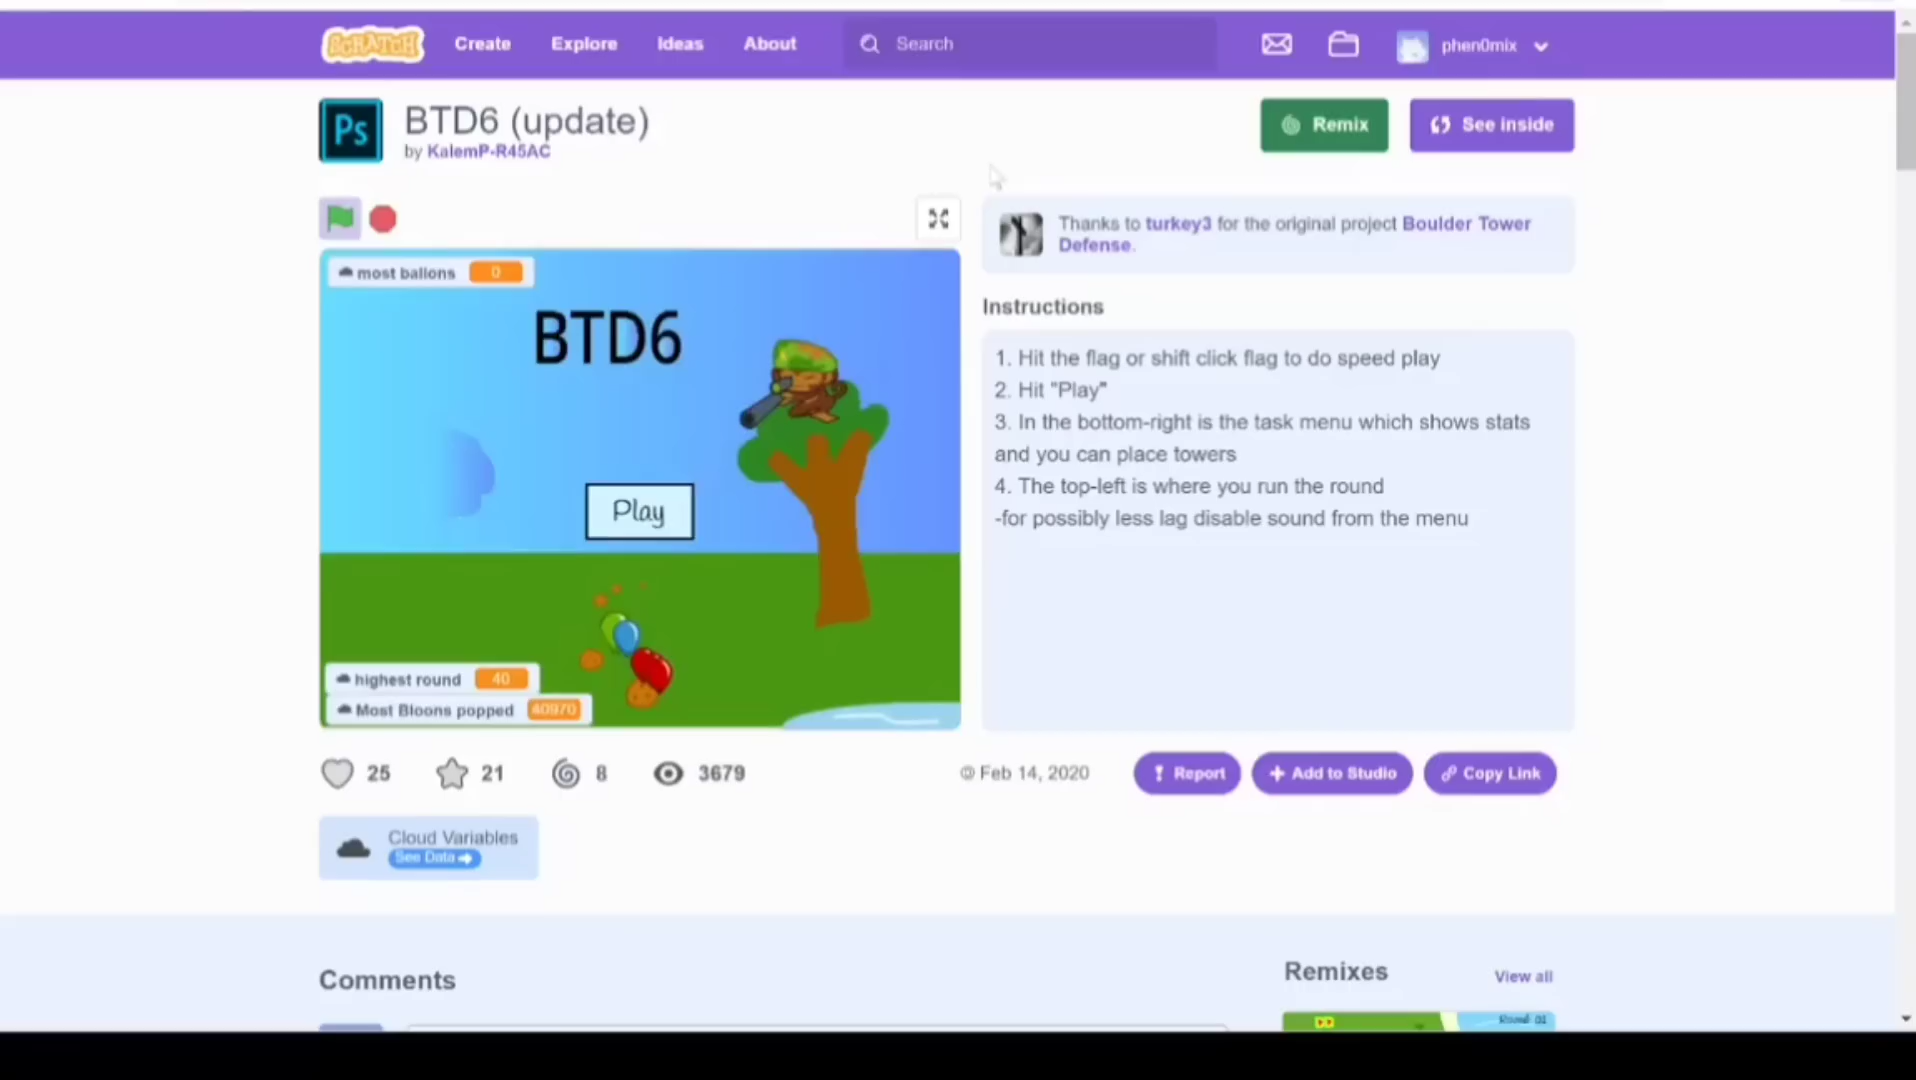 SCRATCH Create Explore Ideas About Search phen0mix
Ps BTD6 (update) Remix See inside
by KalemP-R45AC
Thanks to turkey3 for the original project Boulder Tower
Defense.
most ballons 0
BTD6
Play
highest round 40
Most Bloons popped 40970
Instructions
1. Hit the flag or shift click flag to do speed play
2. Hit "Play"
3. In the bottom-right is the task menu which shows stats
and you can place towers
4. The top-left is where you run the round
-for possibly less lag disable sound from the menu
25 21 8 3679 © Feb 14, 2020 Report Add to Studio Copy Link
Cloud Variables
See Data
Comments
Remixes View all
Round: 01